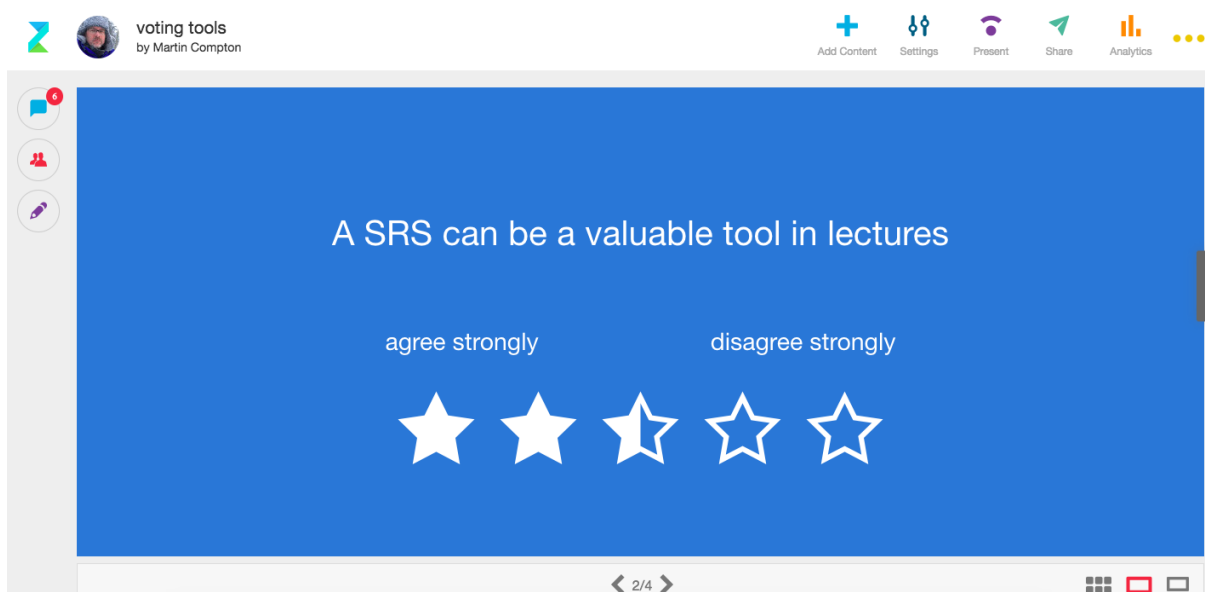 voting tools
by Martin Compton
Add Content Settings Present Share Analytics
6
A SRS can be a valuable tool in lectures
agree strongly disagree strongly
2/4